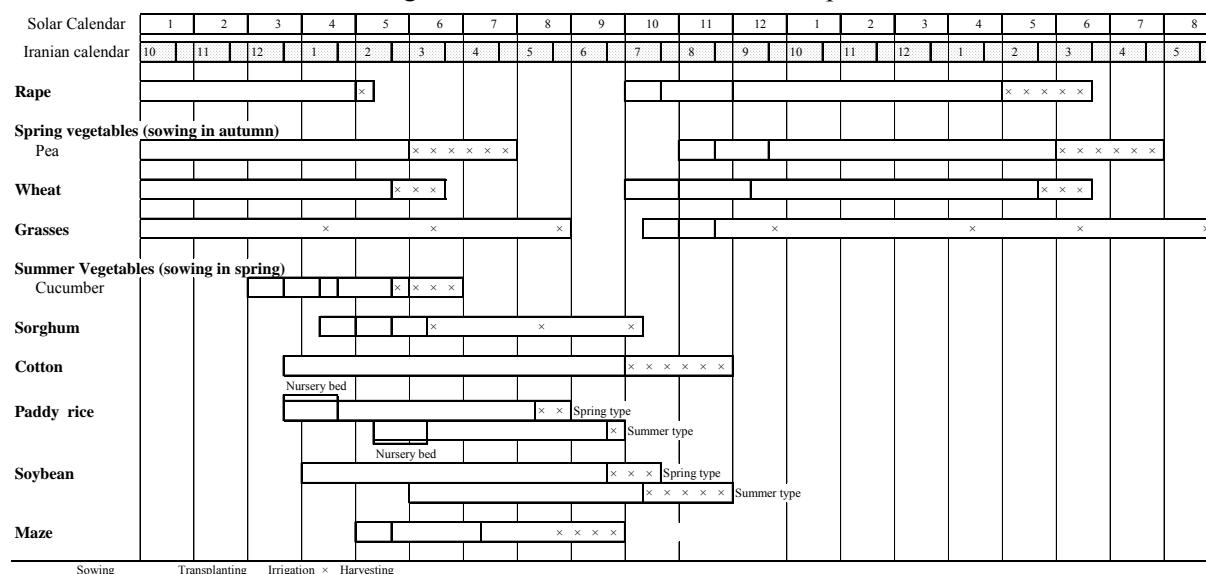 Solar Calendar 1 2 3 4 5 6 7 8 9 10 11 12 1 2 3 4 5 6 7 8
Iranian calendar 10 11 12 1 2 3 4 5 6 7 8 9 10 11 12 1 2 3 4 5
Rape × × × × × ×
Spring vegetables (sowing in autumn)
Pea × × × × × × × × × × × ×
Wheat × × × × × ×
Grasses × × × × × × ×
Summer Vegetables (sowing in spring)
Cucumber × × × ×
Sorghum × × ×
Cotton × × × × × ×
Nursery bed
Paddy rice × × Spring type
× Summer type
Nursery bed
Soybean × × × Spring type
× × × × × Summer type
Maze × × × ×
Sowing Transplanting Irrigation × Harvesting